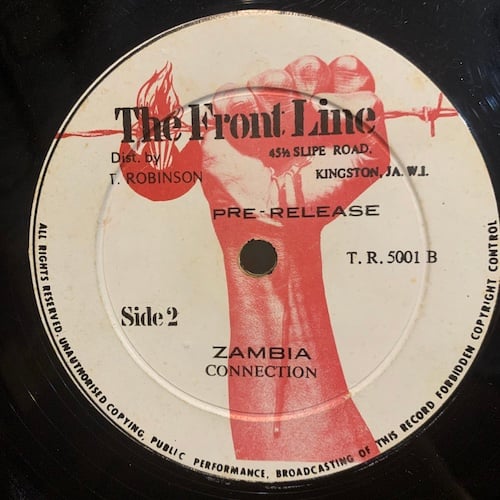 The Front Line
Dist. by
T. ROBINSON
45½ SLIPE ROAD,
KINGSTON, JA. W.I.
PRE-RELEASE
T. R. 5001 B
Side 2
ZAMBIA
CONNECTION
ALL RIGHTS RESERVED. UNAUTHORISED COPYING, PUBLIC PERFORMANCE, BROADCASTING OF THIS RECORD FORBIDDEN COPYRIGHT CONTROL